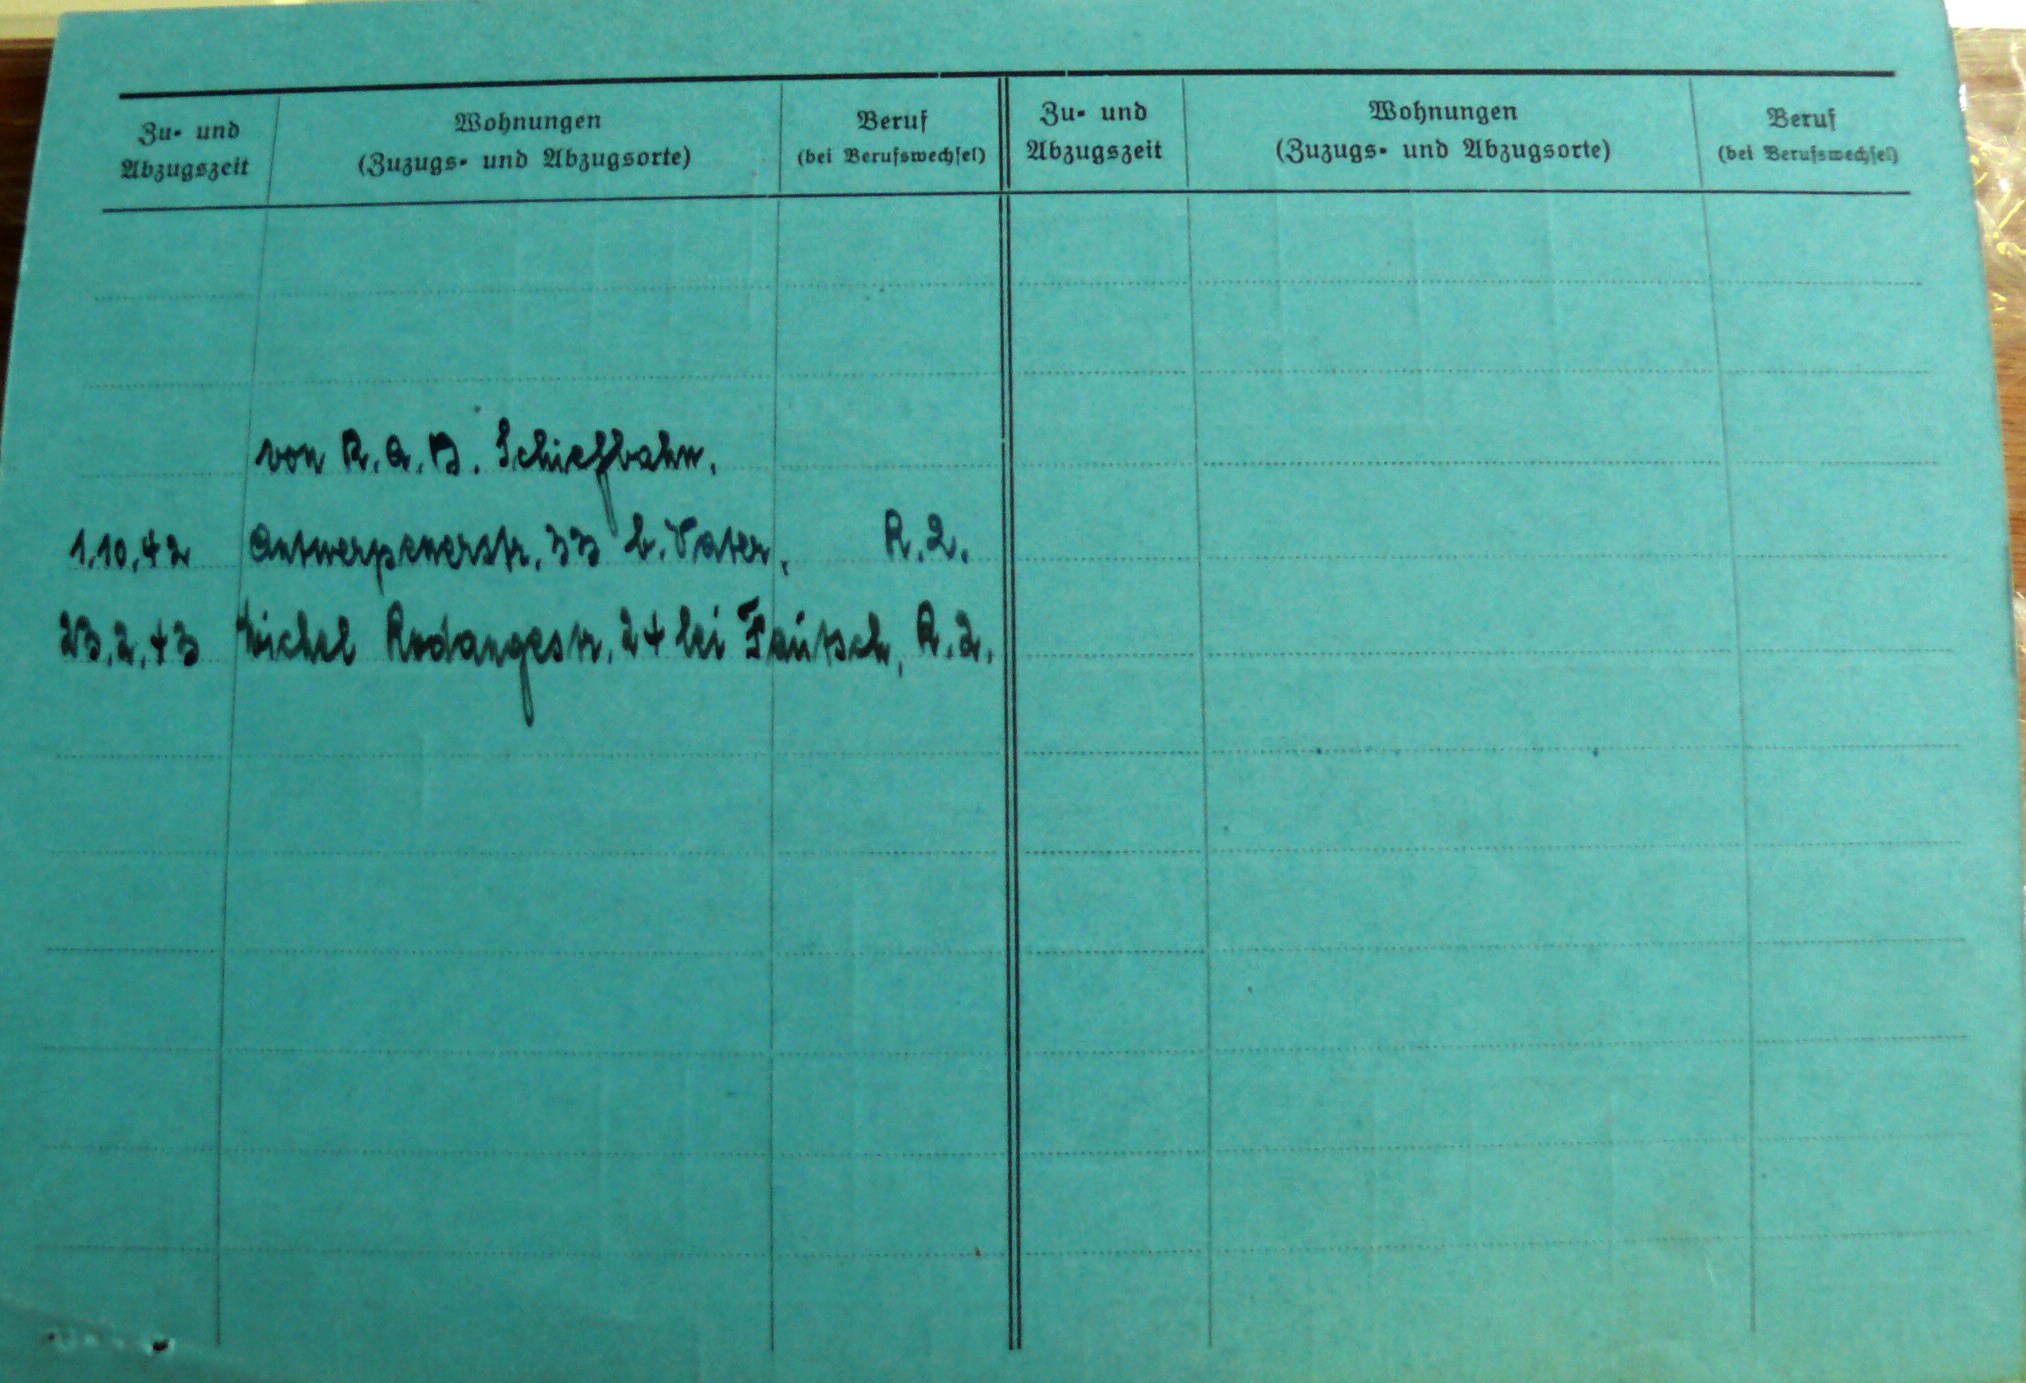 Zu- und
Abzugszeit
Wohnungen
(Zuzugs- und Abzugsorte)
Beruf
(bei Berufswechsel)
Zu- und
Abzugszeit
Wohnungen
(Zuzugs- und Abzugsorte)
Beruf
(bei Berufswechsel)
von R.A.D. Schiefbahn.
1.10.42 Antwerpenerstr. 33 b. Vater, R.2.
23.2.43 Michel Rodangestr. 24 bei Fautsch, R.2.